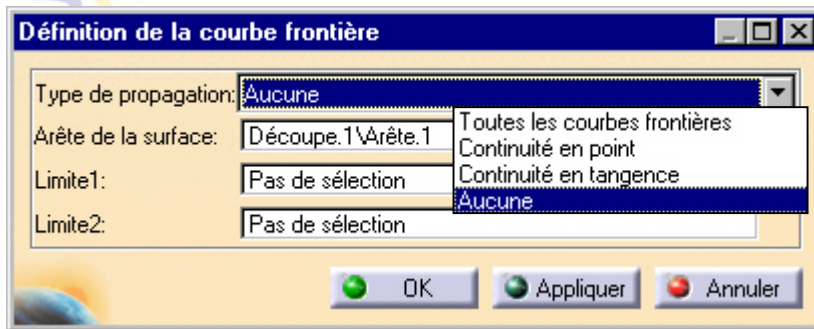 Définition de la courbe frontière
Type de propagation: Aucune
Toutes les courbes frontières
Continuité en point
Continuité en tangence
Aucune
Arête de la surface: Découpe.1\Arête.1
Limite1: Pas de sélection
Limite2: Pas de sélection
OK Appliquer Annuler